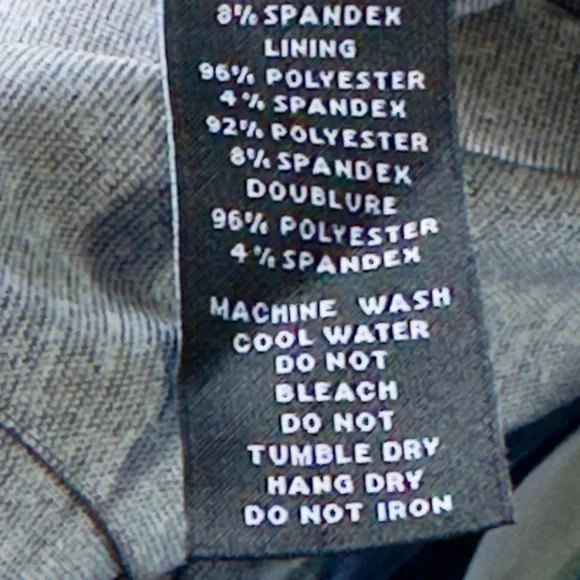 8% SPANDEX
LINING
96% POLYESTER
4% SPANDEX
92% POLYESTER
8% SPANDEX
DOUBLURE
96% POLYESTER
4% SPANDEX
MACHINE WASH
COOL WATER
DO NOT
BLEACH
DO NOT
TUMBLE DRY
HANG DRY
DO NOT IRON